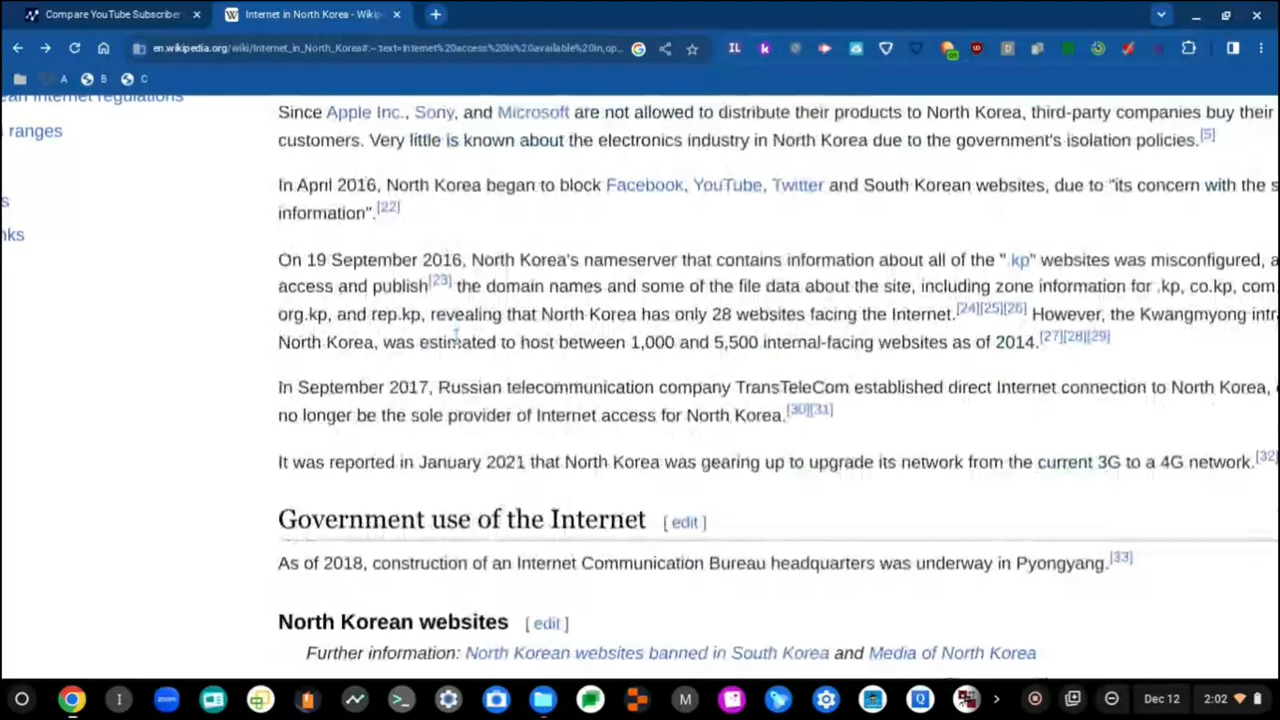 Compare YouTube Subscriber
Internet in North Korea - Wikip
en.wikipedia.org/wiki/Internet_in_North_Korea#:~:text=Internet%20access%20is%20available%20in,op...
A B C
an Internet regulations
ranges
s
nks
Since Apple Inc., Sony, and Microsoft are not allowed to distribute their products to North Korea, third-party companies buy their
customers. Very little is known about the electronics industry in North Korea due to the government's isolation policies.[5]
In April 2016, North Korea began to block Facebook, YouTube, Twitter and South Korean websites, due to "its concern with the s
information".[22]
On 19 September 2016, North Korea's nameserver that contains information about all of the ".kp" websites was misconfigured, a
access and publish[23] the domain names and some of the file data about the site, including zone information for .kp, co.kp, com
org.kp, and rep.kp, revealing that North Korea has only 28 websites facing the Internet.[24][25][26] However, the Kwangmyong intr
North Korea, was estimated to host between 1,000 and 5,500 internal-facing websites as of 2014.[27][28][29]
In September 2017, Russian telecommunication company TransTeleCom established direct Internet connection to North Korea,
no longer be the sole provider of Internet access for North Korea.[30][31]
It was reported in January 2021 that North Korea was gearing up to upgrade its network from the current 3G to a 4G network.[32]
Government use of the Internet [ edit ]
As of 2018, construction of an Internet Communication Bureau headquarters was underway in Pyongyang.[33]
North Korean websites [ edit ]
Further information: North Korean websites banned in South Korea and Media of North Korea
Dec 12 2:02